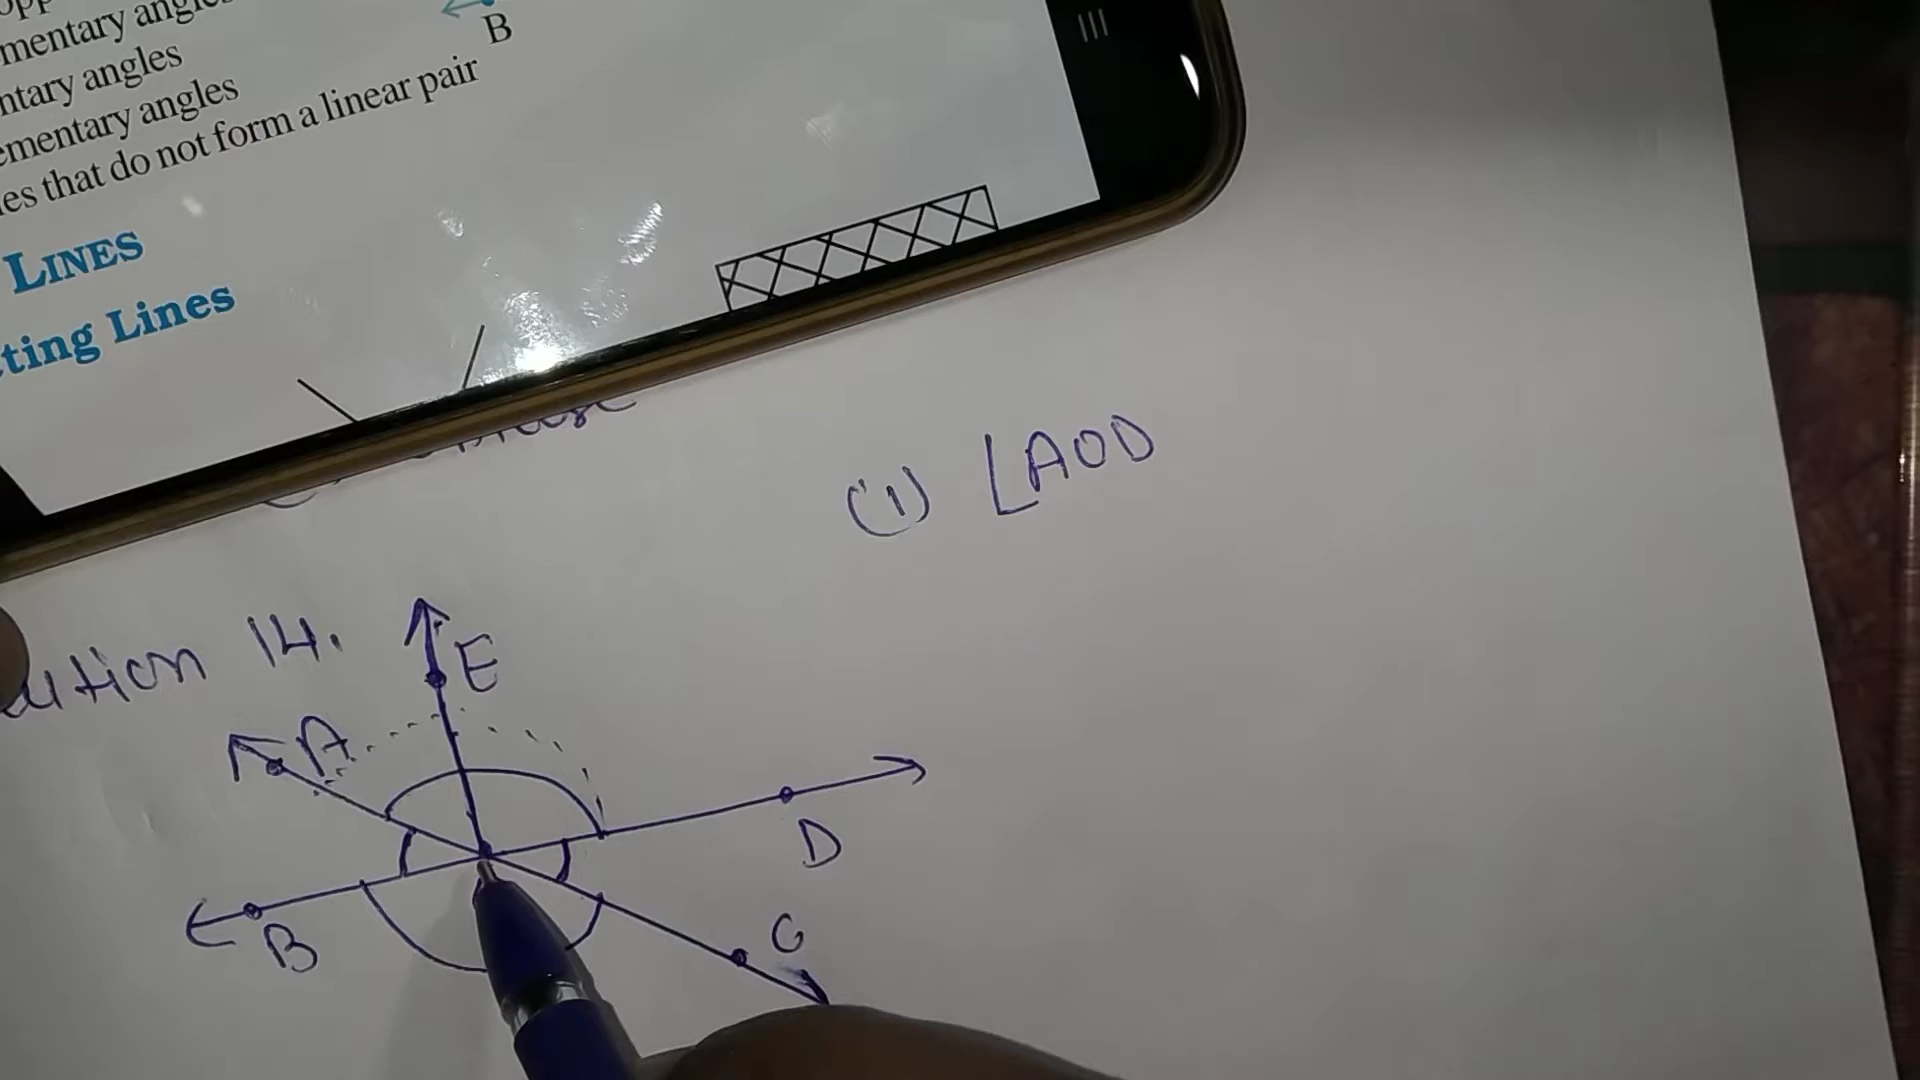 B
mentary angles
ntary angles
ementary angles
es that do not form a linear pair
LINES
ting Lines
(1) ∠AOD
ution 14.
E
A
D
B
C